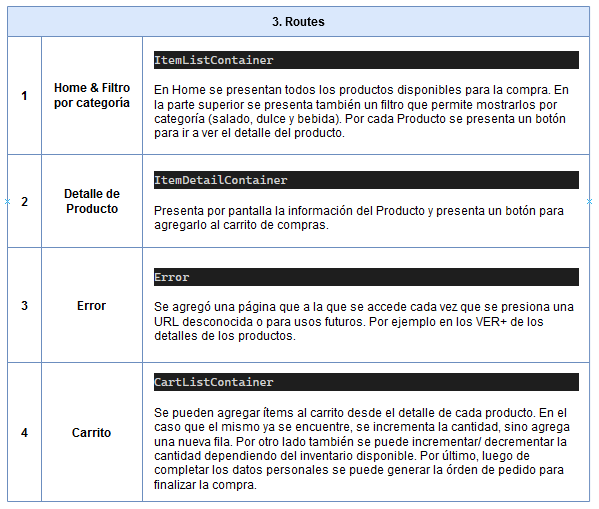 3. Routes
1
Home & Filtro
por categoría
ItemListContainer
En Home se presentan todos los productos disponibles para la compra. En
la parte superior se presenta también un filtro que permite mostrarlos por
categoría (salado, dulce y bebida). Por cada Producto se presenta un botón
para ir a ver el detalle del producto.
2
Detalle de
Producto
ItemDetailContainer
Presenta por pantalla la información del Producto y presenta un botón para
agregarlo al carrito de compras.
3
Error
Error
Se agregó una página que a la que se accede cada vez que se presiona una
URL desconocida o para usos futuros. Por ejemplo en los VER+ de los
detalles de los productos.
4
Carrito
CartListContainer
Se pueden agregar ítems al carrito desde el detalle de cada producto. En el
caso que el mismo ya se encuentre, se incrementa la cantidad, sino agrega
una nueva fila. Por otro lado también se puede incrementar/ decrementar la
cantidad dependiendo del inventario disponible. Por último, luego de
completar los datos personales se puede generar la órden de pedido para
finalizar la compra.